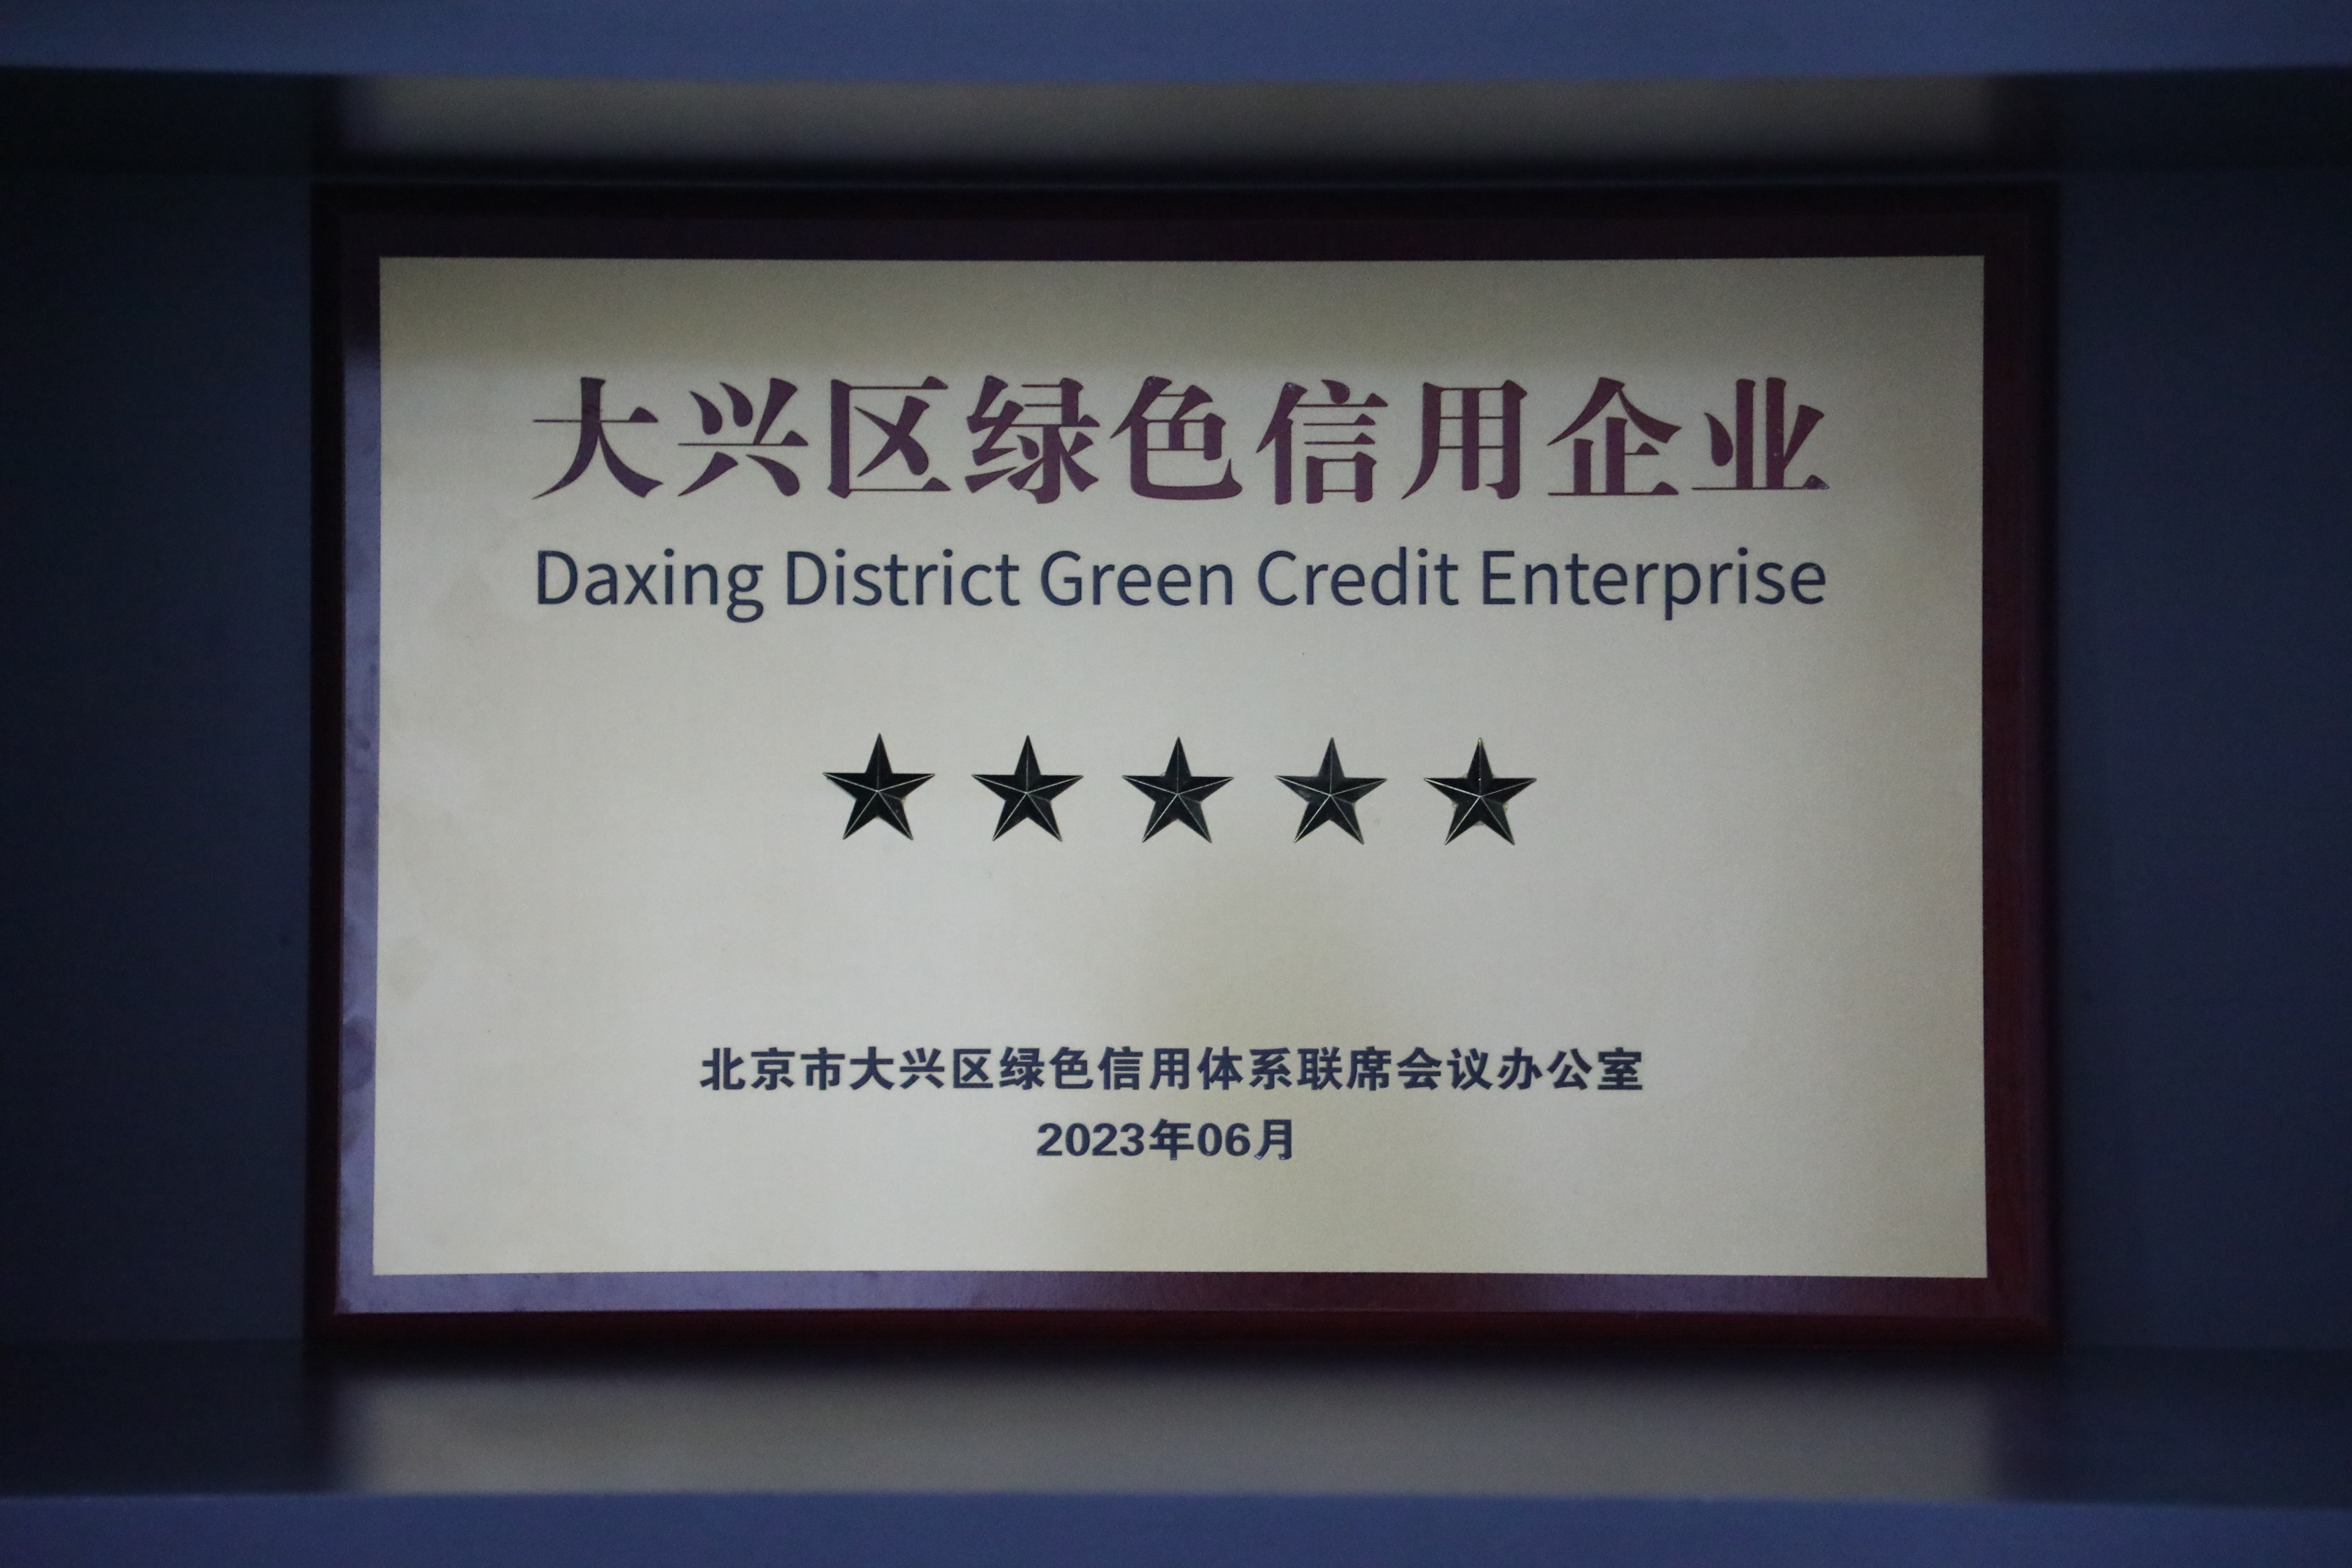 大兴区绿色信用企业
Daxing District Green Credit Enterprise
北京市大兴区绿色信用体系联席会议办公室
2023年06月